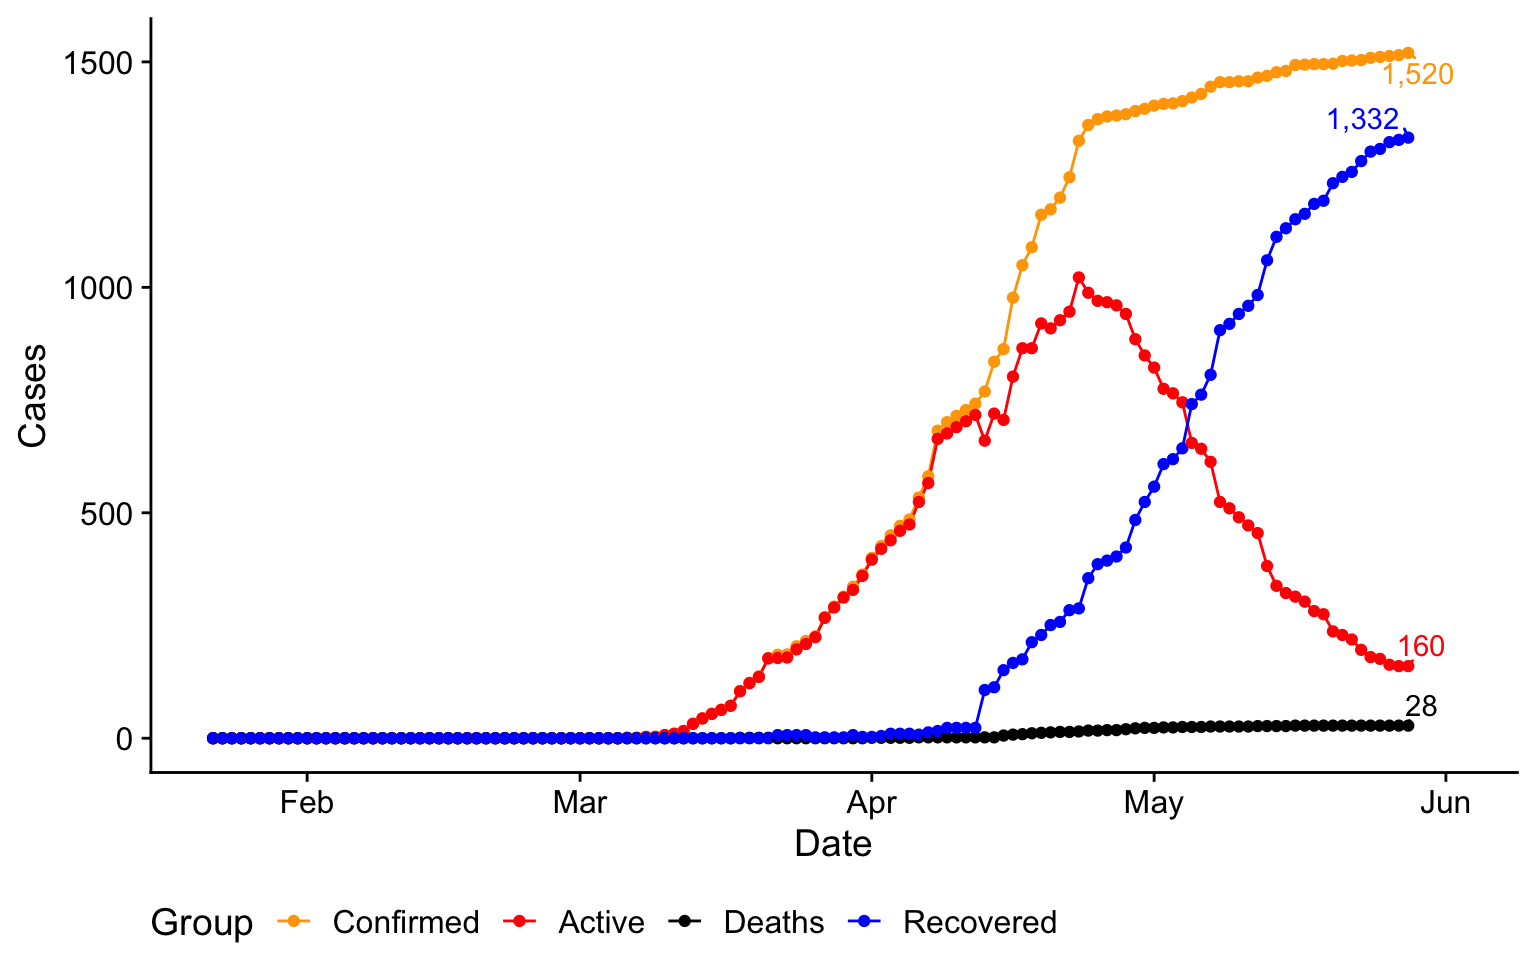 1500
1,520
1,332
1000
Cases
500
160
28
0
Feb Mar Apr May Jun
Date
Group Confirmed Active Deaths Recovered